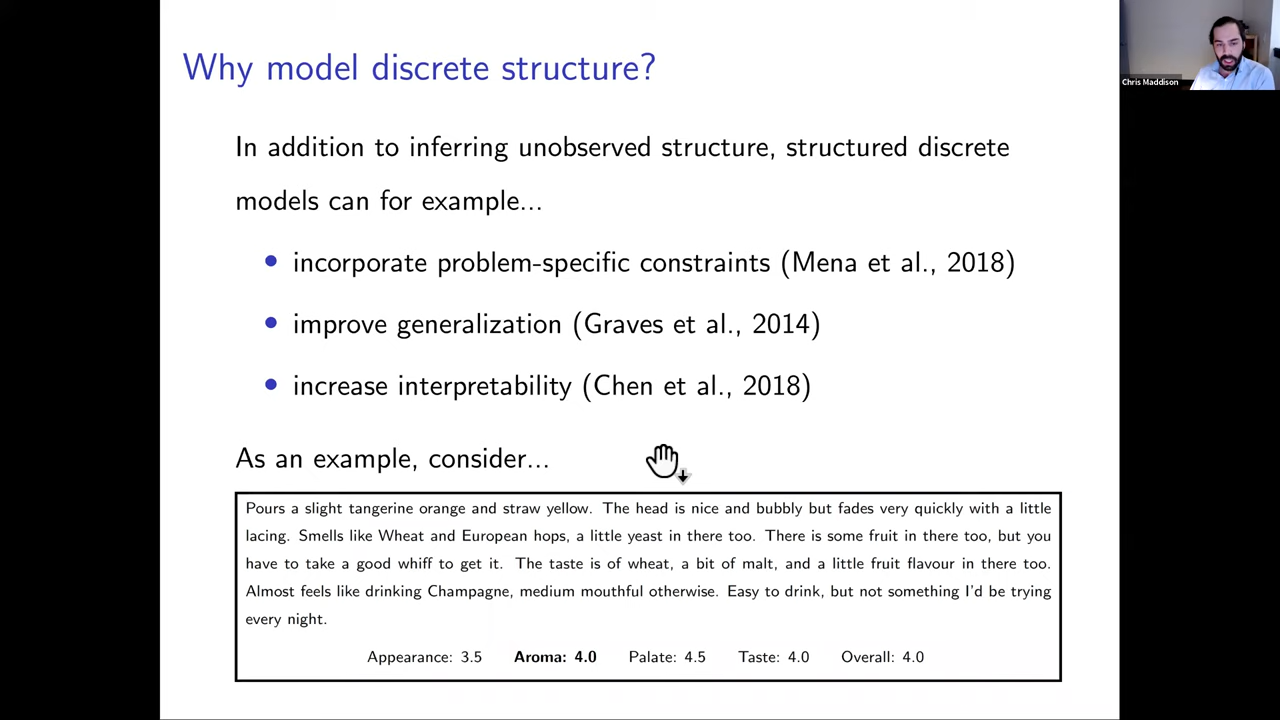 Why model discrete structure?
Chris Maddison
In addition to inferring unobserved structure, structured discrete
models can for example...
• incorporate problem-specific constraints (Mena et al., 2018)
• improve generalization (Graves et al., 2014)
• increase interpretability (Chen et al., 2018)
As an example, consider...
Pours a slight tangerine orange and straw yellow. The head is nice and bubbly but fades very quickly with a little
lacing. Smells like Wheat and European hops, a little yeast in there too. There is some fruit in there too, but you
have to take a good whiff to get it. The taste is of wheat, a bit of malt, and a little fruit flavour in there too.
Almost feels like drinking Champagne, medium mouthful otherwise. Easy to drink, but not something I'd be trying
every night.
Appearance: 3.5 Aroma: 4.0 Palate: 4.5 Taste: 4.0 Overall: 4.0